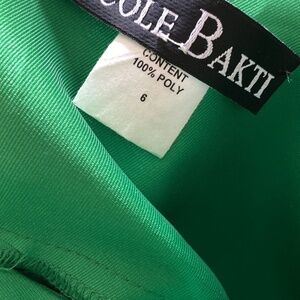 COLE BAKTI
CONTENT
100% POLY
6